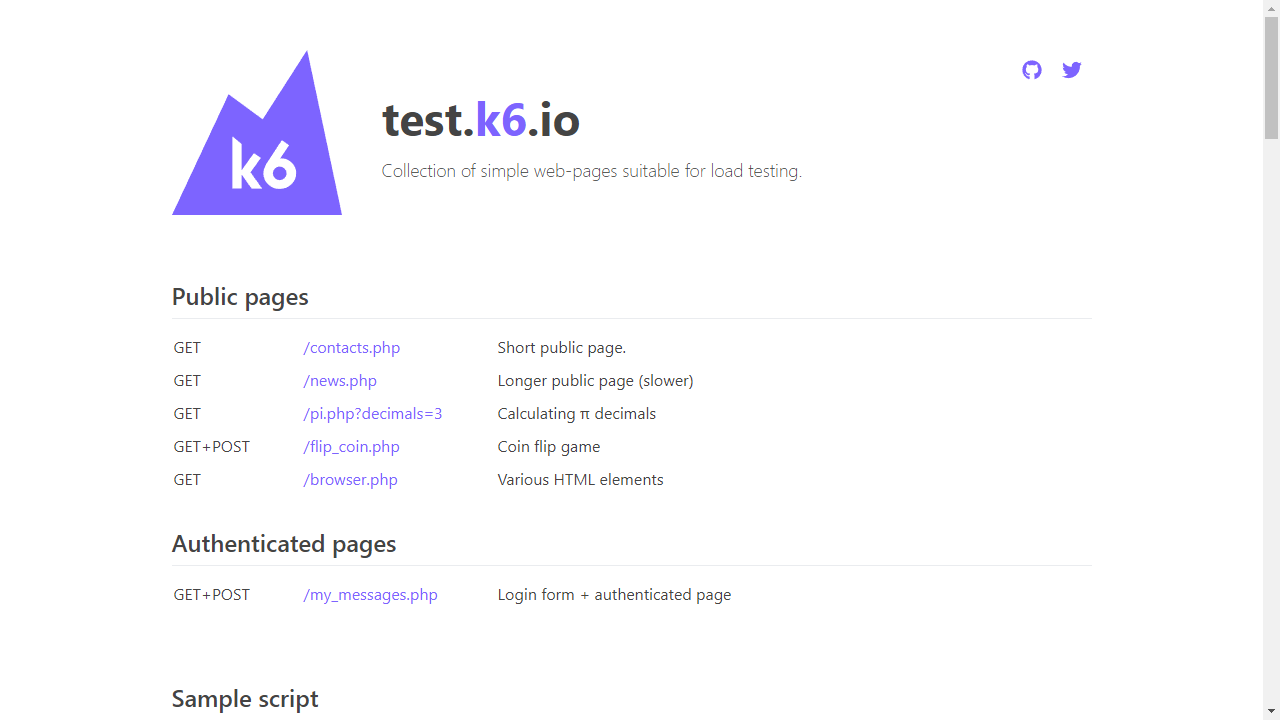 k6
test.k6.io
Collection of simple web-pages suitable for load testing.
Public pages
GET /contacts.php Short public page.
GET /news.php Longer public page (slower)
GET /pi.php?decimals=3 Calculating π decimals
GET+POST /flip_coin.php Coin flip game
GET /browser.php Various HTML elements
Authenticated pages
GET+POST /my_messages.php Login form + authenticated page
Sample script